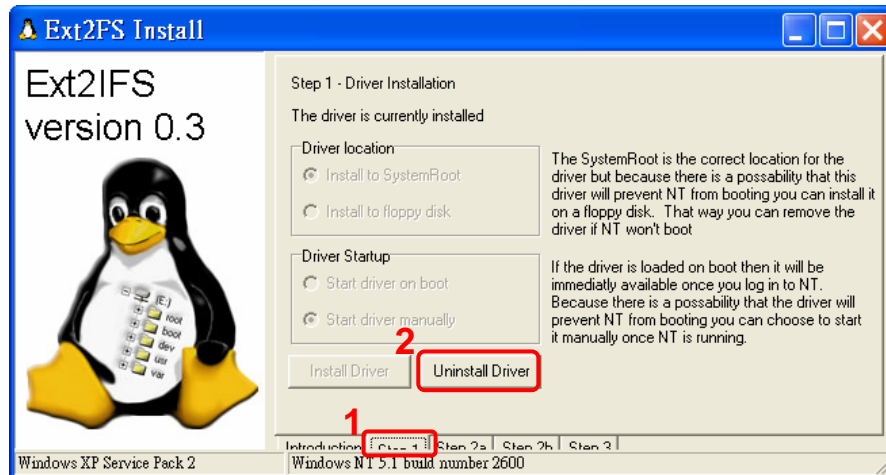 Ext2FS Install
Ext2IFS
version 0.3
(E:)
root
boot
dev
usr
var
Step 1 - Driver Installation
The driver is currently installed
Driver location
Install to SystemRoot
Install to floppy disk
The SystemRoot is the correct location for the
driver but because there is a possability that this
driver will prevent NT from booting you can install it
on a floppy disk. That way you can remove the
driver if NT won't boot
Driver Startup
Start driver on boot
Start driver manually
If the driver is loaded on boot then it will be
immediatly available once you log in to NT.
Because there is a possability that the driver will
prevent NT from booting you can choose to start
it manually once NT is running.
2
Install Driver
Uninstall Driver
1
Introduction
Step 1
Step 2a
Step 2b
Step 3
Windows XP Service Pack 2
Windows NT 5.1 build number 2600